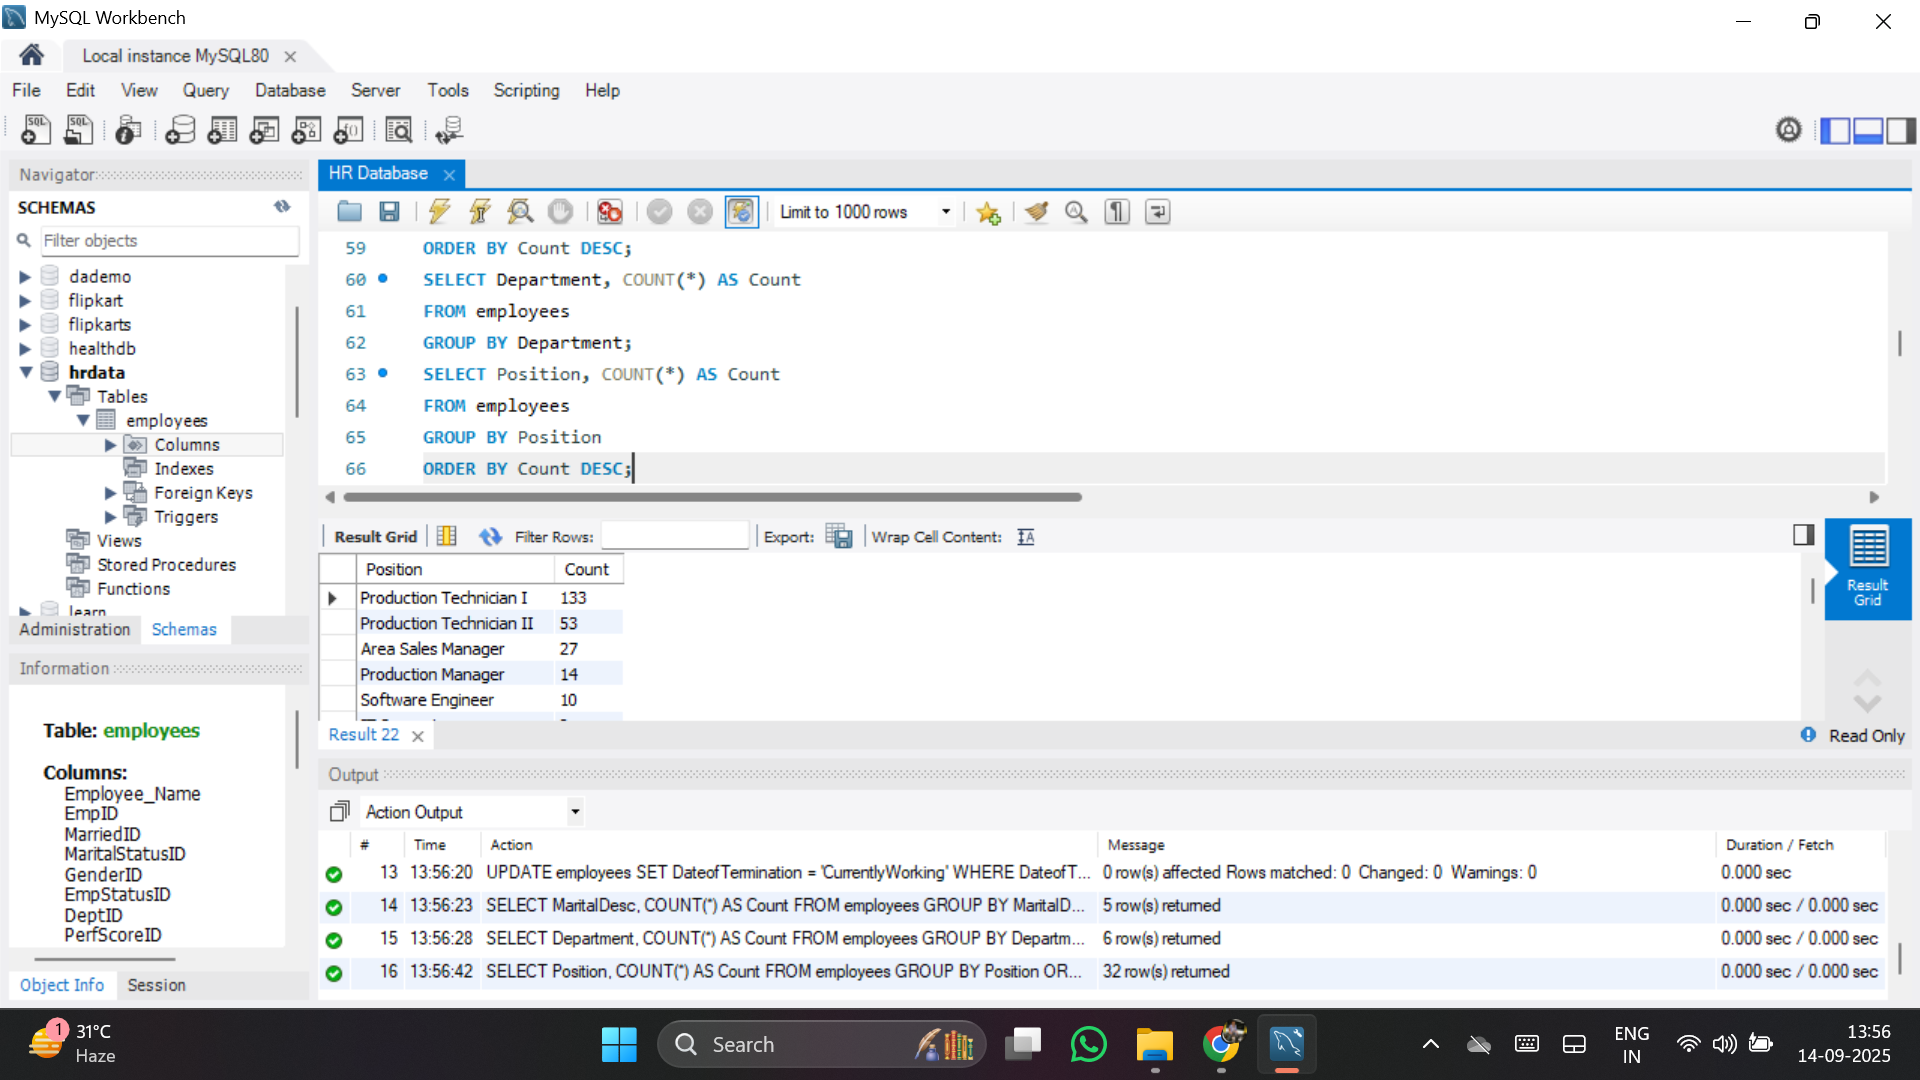 MySQL Workbench
Local instance MySQL80
File Edit View Query Database Server Tools Scripting Help
Navigator
SCHEMAS
Filter objects
dademo
flipkart
flipkarts
healthdb
hrdata
Tables
employees
Columns
Indexes
Foreign Keys
Triggers
Views
Stored Procedures
Functions
learn
Administration Schemas
Information
Table: employees
Columns:
Employee_Name
EmpID
MarriedID
MaritalStatusID
GenderID
EmpStatusID
DeptID
PerfScoreID
Object Info Session
HR Database
Limit to 1000 rows
59 ORDER BY Count DESC;
60 SELECT Department, COUNT(*) AS Count
61 FROM employees
62 GROUP BY Department;
63 SELECT Position, COUNT(*) AS Count
64 FROM employees
65 GROUP BY Position
66 ORDER BY Count DESC;
Result Grid Filter Rows: Export: Wrap Cell Content:
Position Count
Production Technician I 133
Production Technician II 53
Area Sales Manager 27
Production Manager 14
Software Engineer 10
Result
Grid
Result 22
Read Only
Output
Action Output
# Time Action Message Duration / Fetch
13 13:56:20 UPDATE employees SET DateofTermination = 'CurrentlyWorking' WHERE DateofT... 0 row(s) affected Rows matched: 0 Changed: 0 Warnings: 0 0.000 sec
14 13:56:23 SELECT MaritalDesc, COUNT(*) AS Count FROM employees GROUP BY MaritalD... 5 row(s) returned 0.000 sec / 0.000 sec
15 13:56:28 SELECT Department, COUNT(*) AS Count FROM employees GROUP BY Departm... 6 row(s) returned 0.000 sec / 0.000 sec
16 13:56:42 SELECT Position, COUNT(*) AS Count FROM employees GROUP BY Position OR... 32 row(s) returned 0.000 sec / 0.000 sec
1
31°C
Haze
Search
ENG
IN
13:56
14-09-2025